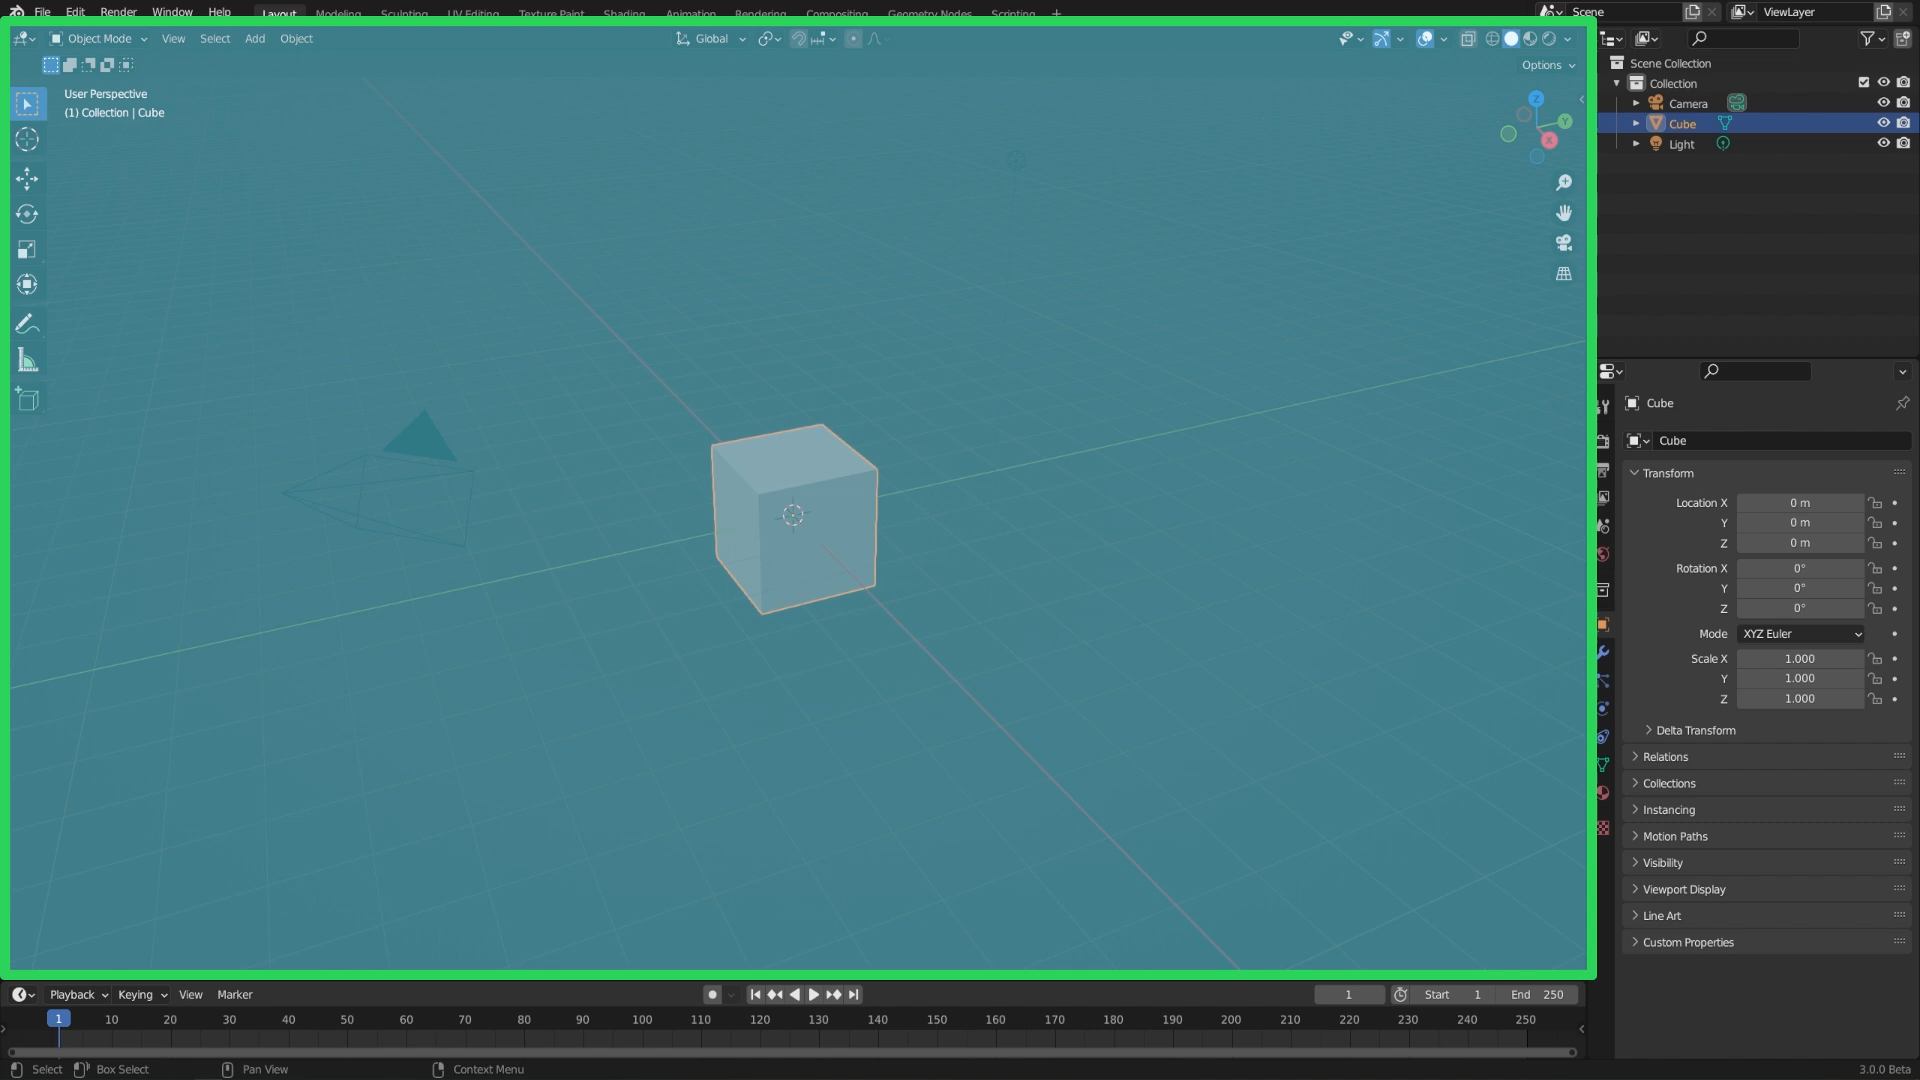 File Edit Render Window Help Layout Modeling Sculpting UV Editing Texture Paint Shading Animation Rendering Compositing Geometry Nodes Scripting + Scene ViewLayer
Object Mode View Select Add Object Global
Options
User Perspective
(1) Collection | Cube
Z
Y
X
Scene Collection
Collection
Camera
Cube
Light
Cube
Cube
Transform
Location X 0 m
Y 0 m
Z 0 m
Rotation X 0°
Y 0°
Z 0°
Mode XYZ Euler
Scale X 1.000
Y 1.000
Z 1.000
Delta Transform
Relations
Collections
Instancing
Motion Paths
Visibility
Viewport Display
Line Art
Custom Properties
Playback Keying View Marker 1 Start 1 End 250
1 10 20 30 40 50 60 70 80 90 100 110 120 130 140 150 160 170 180 190 200 210 220 230 240 250
Select Box Select Pan View Context Menu 3.0.0 Beta